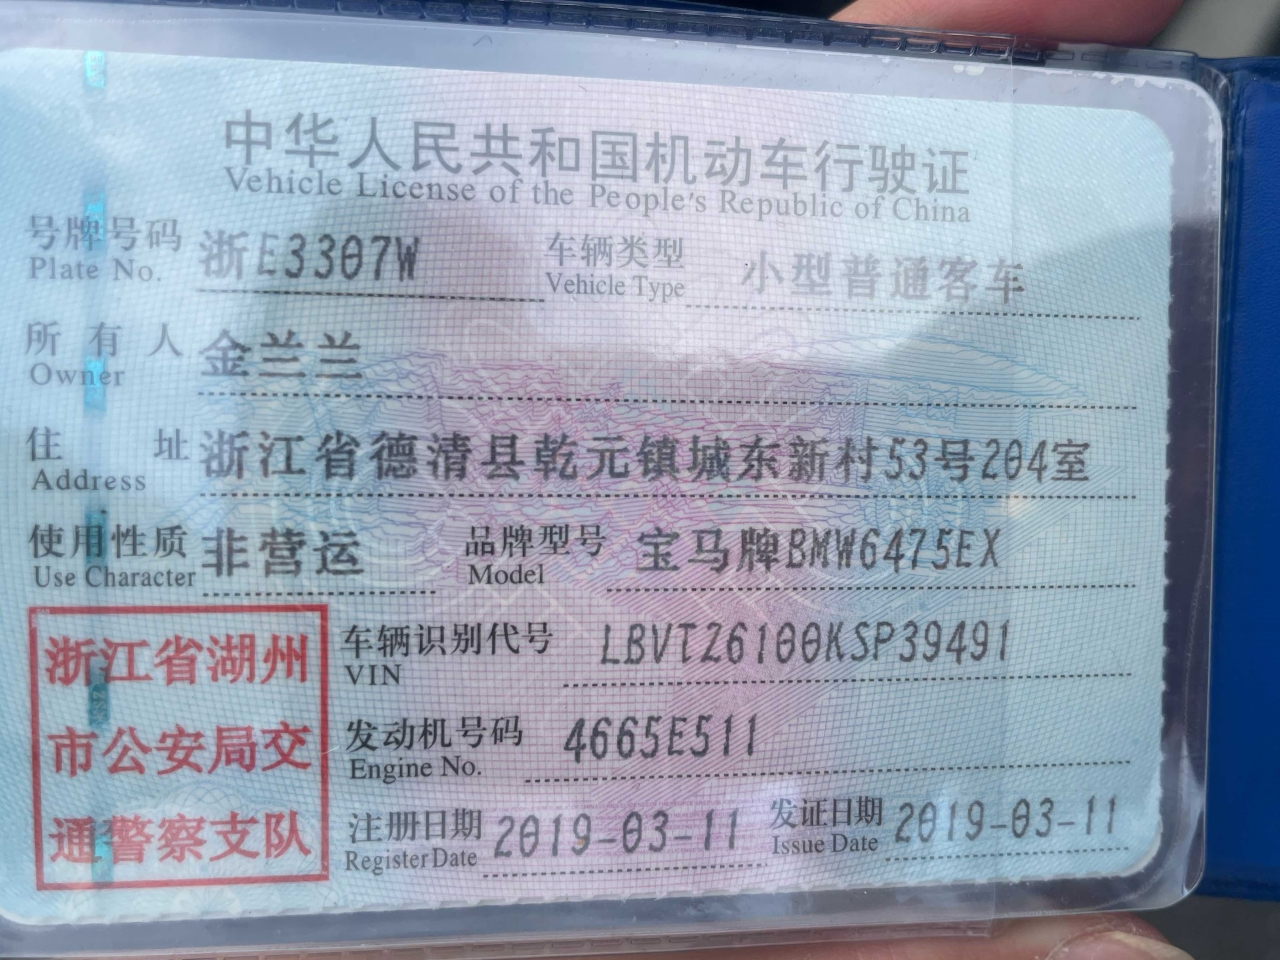 中华人民共和国机动车行驶证
Vehicle License of the People's Republic of China
号牌号码 浙E3307W 车辆类型 小型普通客车
Plate No. Vehicle Type
所有人 金兰兰
Owner
住址 浙江省德清县乾元镇城东新村53号204室
Address
使用性质 非营运 品牌型号 宝马牌BMW6475EX
Use Character Model
浙江省湖州
市公安局交
通警察支队
车辆识别代号 LBVTZ6100KSP39491
VIN
发动机号码 4665E511
Engine No.
注册日期 2019-03-11 发证日期 2019-03-11
Register Date Issue Date